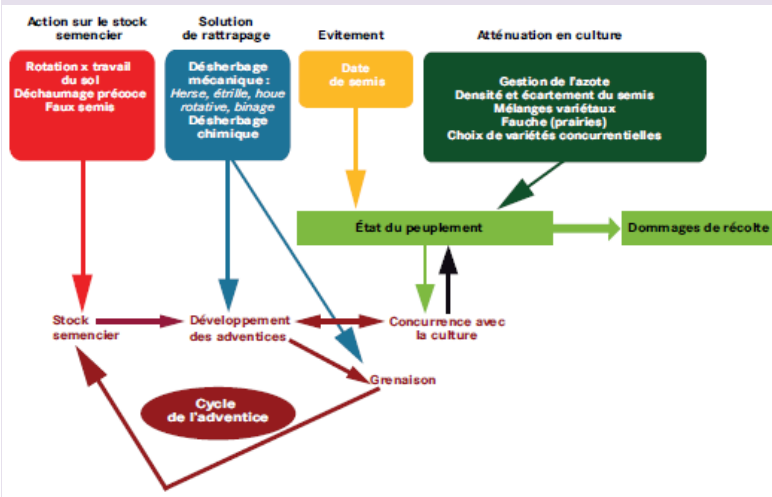 Action sur le stock
semencier
Solution
de rattrapage
Evitement
Atténuation en culture
Rotation x travail
du sol
Déchaumage précoce
Faux semis
Désherbage
mécanique :
Herse, étrille, houe
rotative, binage
Désherbage
chimique
Date
de semis
Gestion de l'azote
Densité et écartement du semis
Mélanges variétaux
Fauche (prairies)
Choix de variétés concurrentielles
État du peuplement
Dommages de récolte
Stock
semencier
Développement
des adventices
Concurrence avec
la culture
Grenaison
Cycle
de l'adventice